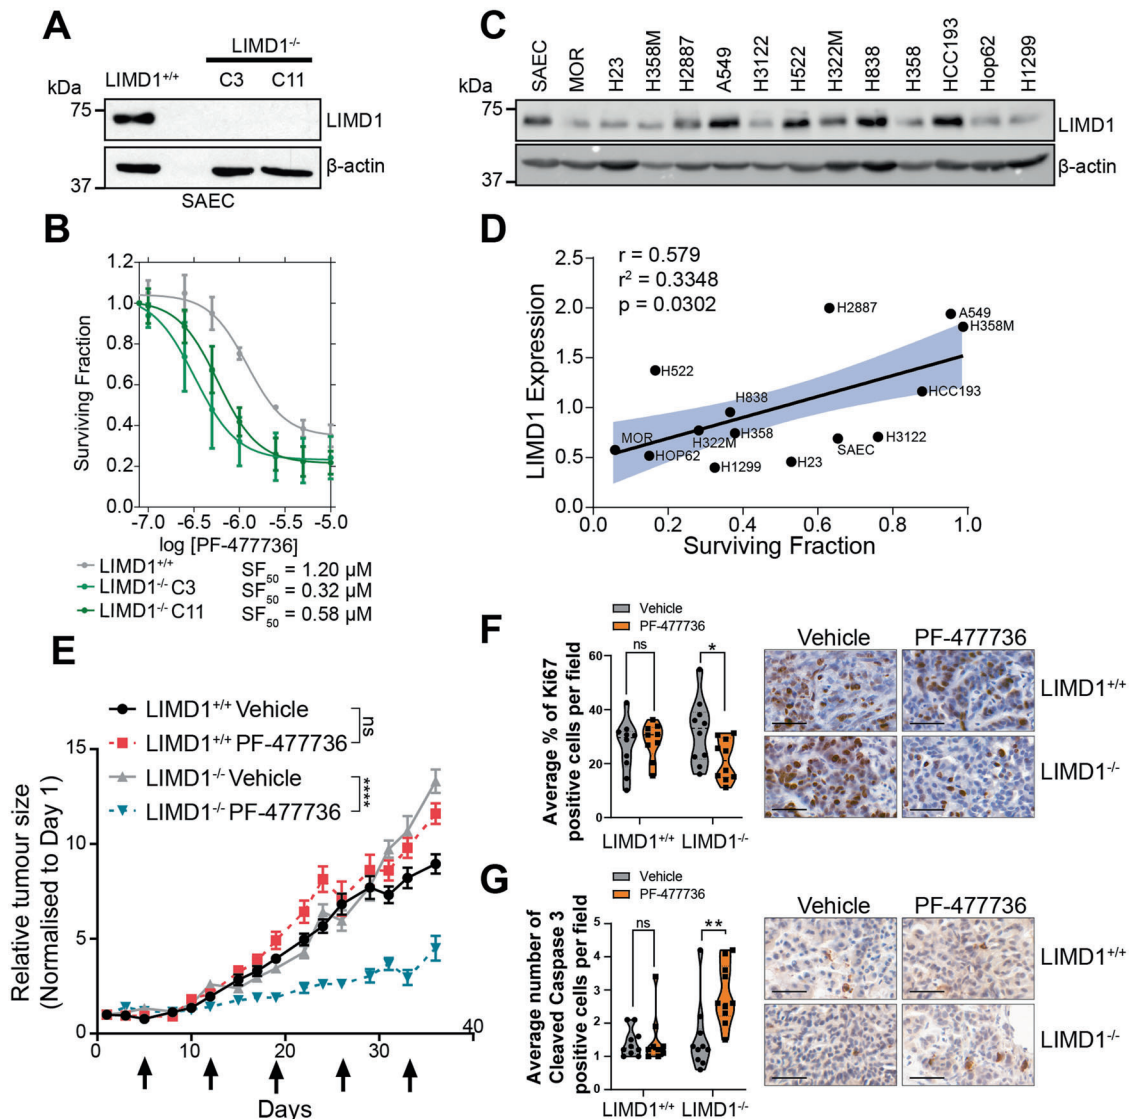 A
LIMD1-/-
LIMD1+/+ C3 C11
kDa
75
LIMD1
β-actin
37
SAEC
C
SAEC MOR H23 H358M H2887 A549 H3122 H522 H322M H838 H358 HCC193 Hop62 H1299
kDa
75
LIMD1
β-actin
37
B
1.2
1.0
0.8
0.6
0.4
0.2
0.0
Surviving Fraction
-7.0 -6.5 -6.0 -5.5 -5.0
log [PF-477736]
LIMD1+/+ SF50 = 1.20 µM
LIMD1-/- C3 SF50 = 0.32 µM
LIMD1-/- C11 SF50 = 0.58 µM
D
r = 0.579
r2 = 0.3348
p = 0.0302
2.5
2.0
1.5
1.0
0.5
0.0
LIMD1 Expression
H2887
A549
H358M
H522
HCC193
H838
MOR
H322M
H358
SAEC
H3122
HOP62
H1299
H23
0.0 0.2 0.4 0.6 0.8 1.0
Surviving Fraction
E
LIMD1+/+ Vehicle
LIMD1+/+ PF-477736
ns
LIMD1-/- Vehicle
LIMD1-/- PF-477736
****
15
10
5
0
Relative tumour size
(Normalised to Day 1)
0 10 20 30 40
Days
F
Vehicle
PF-477736
ns
*
60
40
20
0
Average % of Ki67
positive cells per field
LIMD1+/+ LIMD1-/-
Vehicle PF-477736
LIMD1+/+
LIMD1-/-
G
Vehicle
PF-477736
ns
**
5
4
3
2
1
0
Average number of
Cleaved Caspase 3
positive cells per field
LIMD1+/+ LIMD1-/-
Vehicle PF-477736
LIMD1+/+
LIMD1-/-